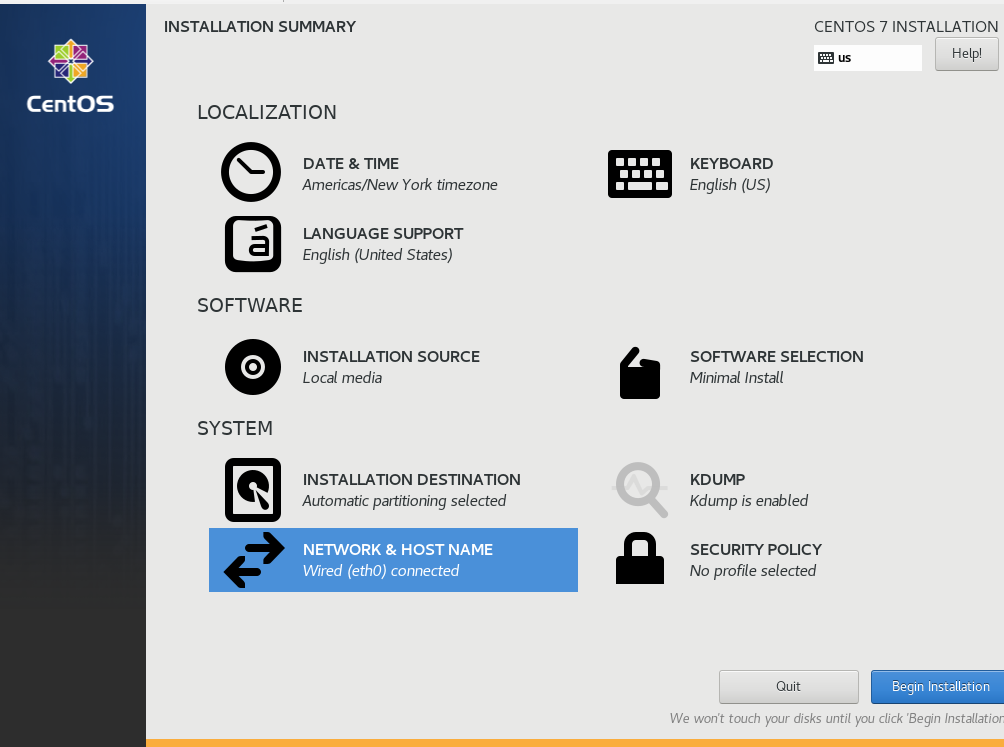 INSTALLATION SUMMARY
CENTOS 7 INSTALLATION
us
Help!
CentOS
LOCALIZATION
DATE & TIME
Americas/New York timezone
KEYBOARD
English (US)
á
LANGUAGE SUPPORT
English (United States)
SOFTWARE
INSTALLATION SOURCE
Local media
SOFTWARE SELECTION
Minimal Install
SYSTEM
INSTALLATION DESTINATION
Automatic partitioning selected
KDUMP
Kdump is enabled
NETWORK & HOST NAME
Wired (eth0) connected
SECURITY POLICY
No profile selected
Quit
Begin Installation
We won't touch your disks until you click 'Begin Installation